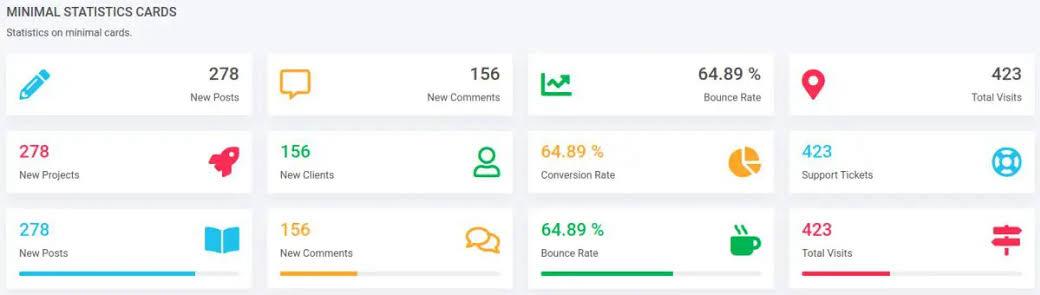 MINIMAL STATISTICS CARDS
Statistics on minimal cards.
278
New Posts
156
New Comments
64.89 %
Bounce Rate
423
Total Visits
278
New Projects
156
New Clients
64.89 %
Conversion Rate
423
Support Tickets
278
New Posts
156
New Comments
64.89 %
Bounce Rate
423
Total Visits